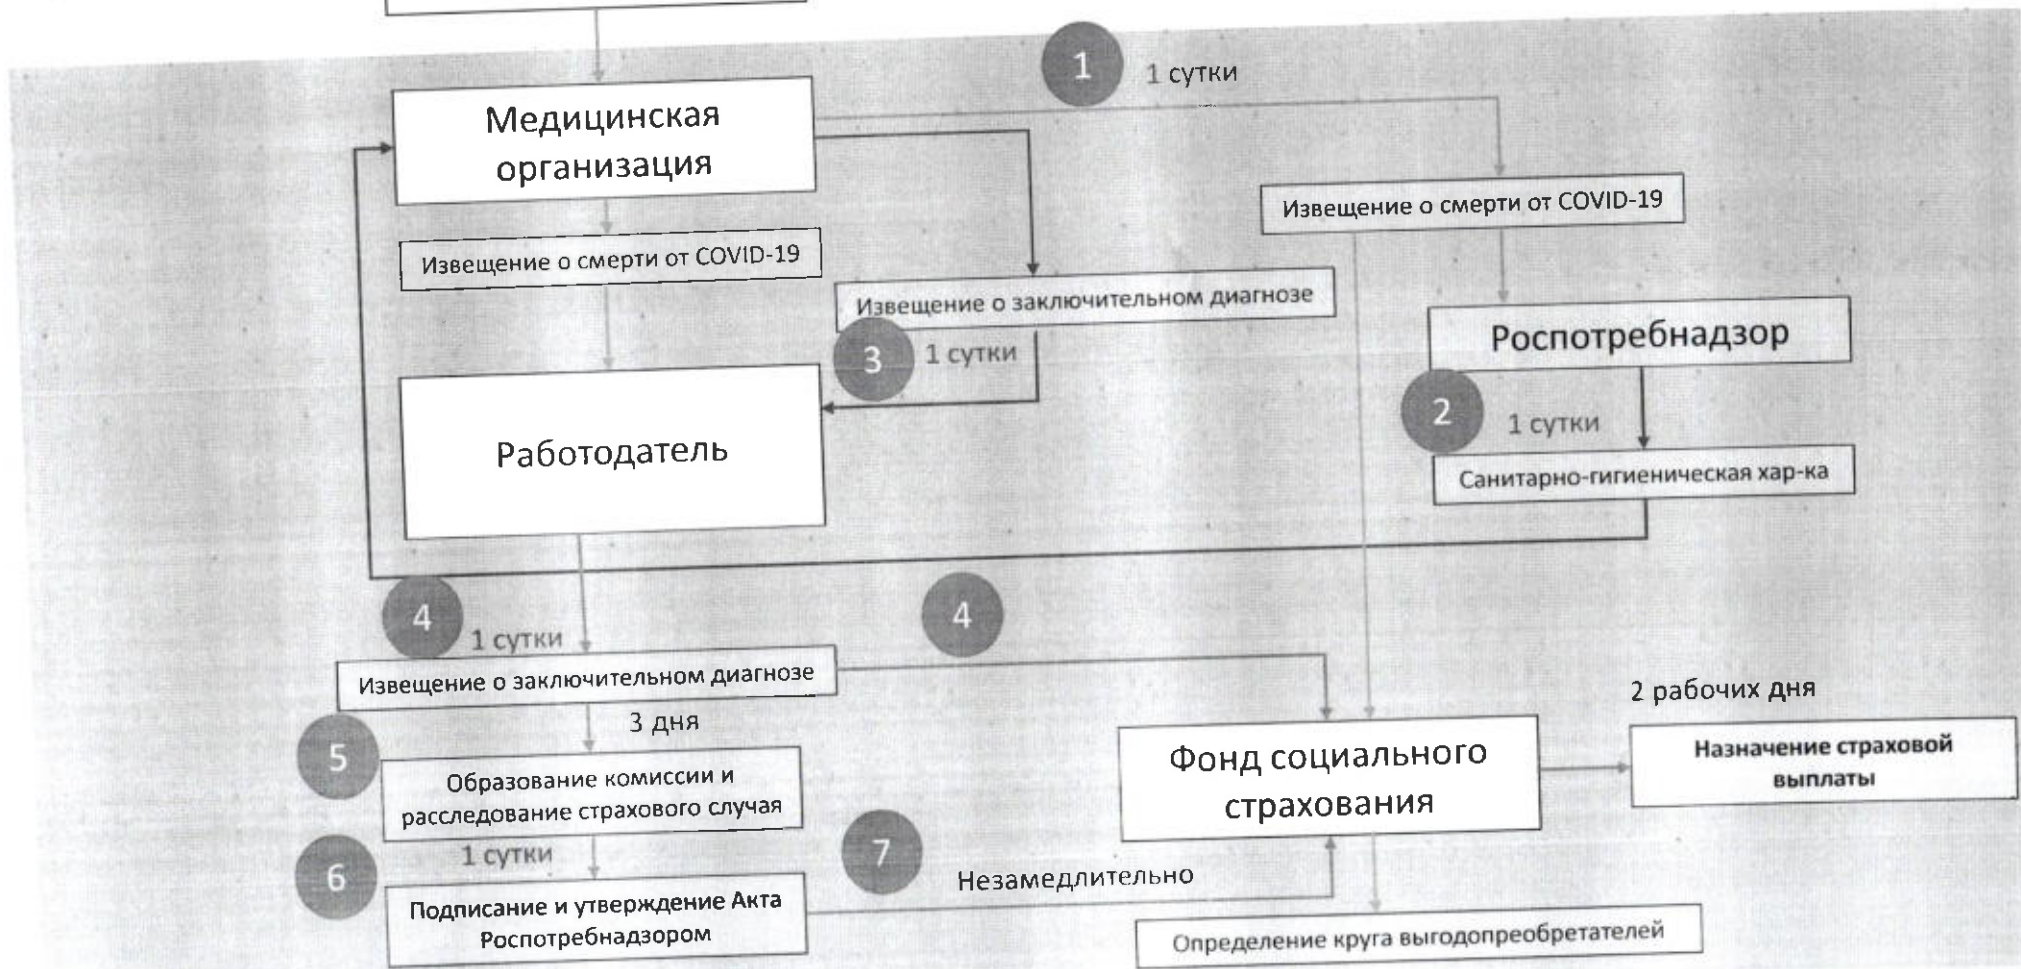 1
1 сутки
Медицинская
организация
Извещение о смерти от COVID-19
Извещение о смерти от COVID-19
Извещение о заключительном диагнозе
3
1 сутки
Роспотребнадзор
2
1 сутки
Работодатель
Санитарно-гигиеническая хар-ка
4
1 сутки
4
Извещение о заключительном диагнозе
3 дня
2 рабочих дня
5
Образование комиссии и
расследование страхового случая
Фонд социального
страхования
Назначение страховой
выплаты
1 сутки
6
7
Незамедлительно
Подписание и утверждение Акта
Роспотребнадзором
Определение круга выгодопреобретателей